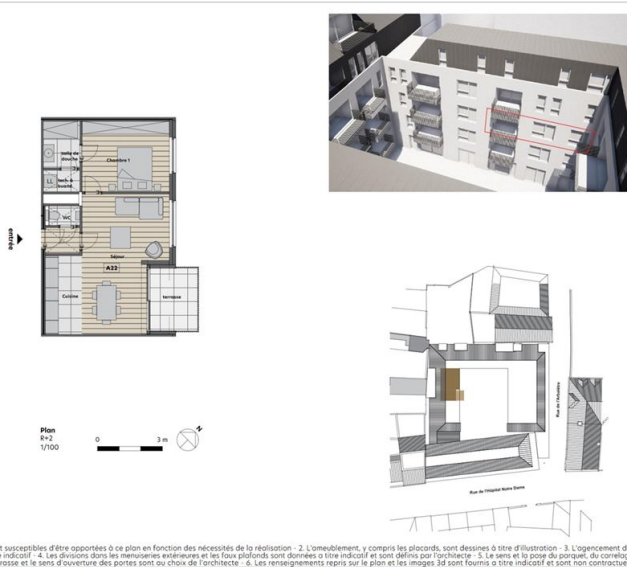 salle de
douche
Chambre 1
LL
WC
entrée
Séjour
A22
Cuisine
terrasse
Plan
R+2
1/100
0 3 m
N
Rue de l'Hôpital Notre Dame
t susceptibles d'être apportées à ce plan en fonction des nécessités de la réalisation - 2. L'ameublement, y compris les placards, sont dessinés à titre d'illustration - 3. L'agencement d
e indicatif - 4. Les divisions dans les menuiseries extérieures et les faux plafonds sont données a titre indicatif et sont définis par l'architecte - 5. Le sens et la pose du parquet, du carrelag
rasse et le sens d'ouverture des portes sont au choix de l'architecte - 6. Les renseignements repris sur le plan et les images 3d sont fournis a titre indicatif et sont non contractue